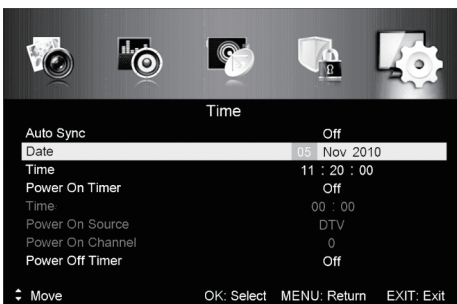 Time
Auto Sync Off
Date 05 Nov 2010
Time 11 : 20 : 00
Power On Timer Off
Time 00 : 00
Power On Source DTV
Power On Channel 0
Power Off Timer Off
Move OK: Select MENU: Return EXIT: Exit